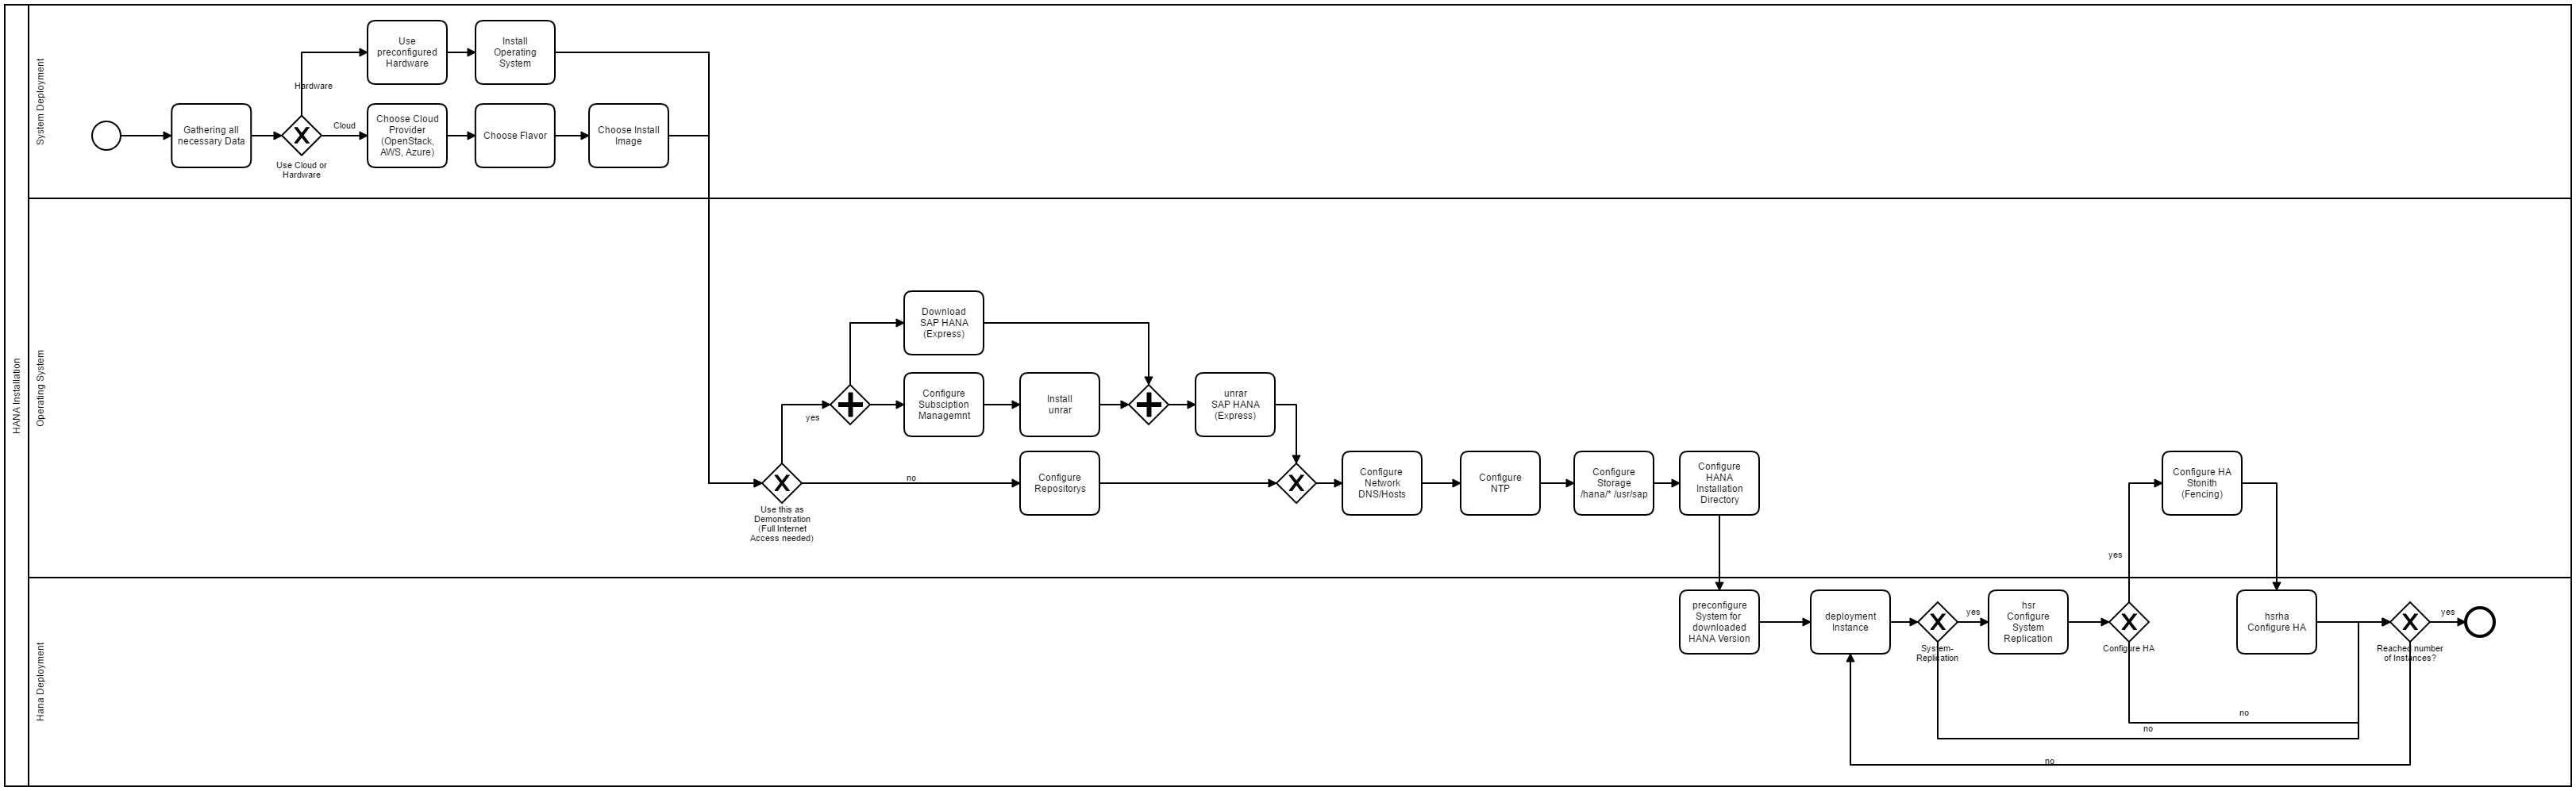 HANA Installation
System Deployment
Use
preconfigured
Hardware
Install
Operating
System
Hardware
Gathering all
necessary Data
Use Cloud or
Hardware
Cloud
Choose Cloud
Provider
(OpenStack,
AWS, Azure)
Choose Flavor
Choose Install
Image
Operating System
Download
SAP HANA
(Express)
yes
Configure
Subsciption
Managemnt
Install
unrar
unrar
SAP HANA
(Express)
Use this as
Demonstration
(Full Internet
Access needed)
no
Configure
Repositorys
Configure
Network
DNS/Hosts
Configure
NTP
Configure
Storage
/hana/* /usr/sap
Configure
HANA
Installation
Directory
Configure HA
Stonith
(Fencing)
yes
Hana Deployment
preconfigure
System for
downloaded
HANA Version
deployment
Instance
System-
Replication
yes
hsr
Configure
System
Replication
Configure HA
hsrha
Configure HA
Reached number
of Instances?
yes
no
no
no